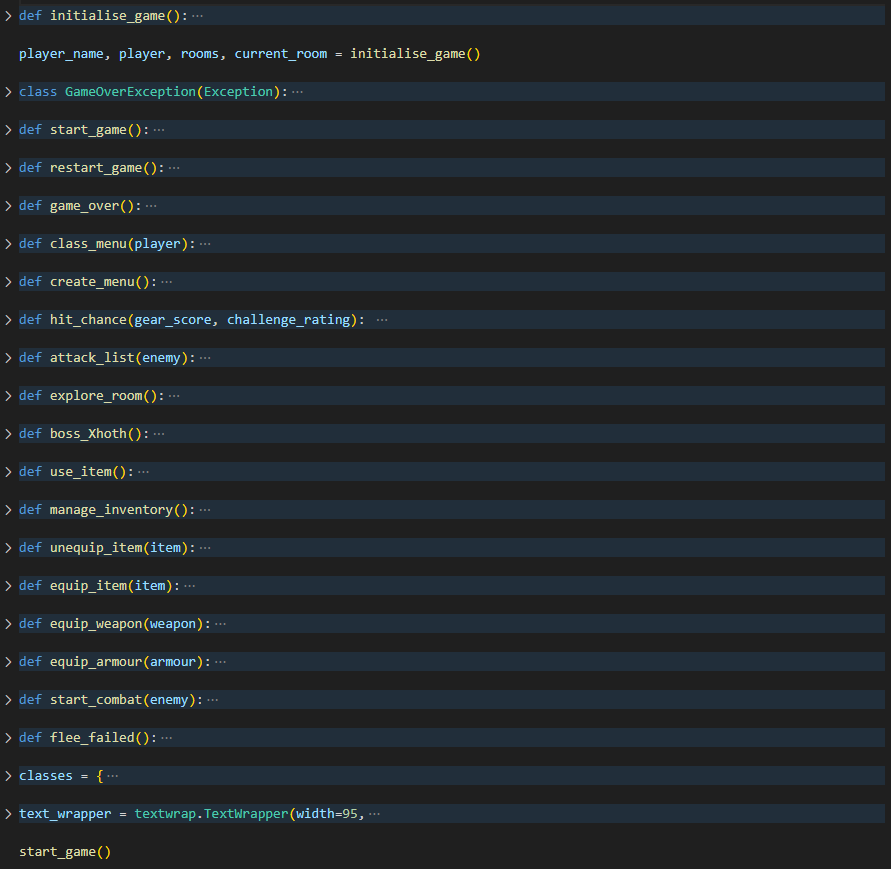 def initialise_game(): ···
player_name, player, rooms, current_room = initialise_game()
class GameOverException(Exception): ···
def start_game(): ···
def restart_game(): ···
def game_over(): ···
def class_menu(player): ···
def create_menu(): ···
def hit_chance(gear_score, challenge_rating): ···
def attack_list(enemy): ···
def explore_room(): ···
def boss_Xhoth(): ···
def use_item(): ···
def manage_inventory(): ···
def unequip_item(item): ···
def equip_item(item): ···
def equip_weapon(weapon): ···
def equip_armour(armour): ···
def start_combat(enemy): ···
def flee_failed(): ···
classes = { ···
text_wrapper = textwrap.TextWrapper(width=95, ···
start_game()